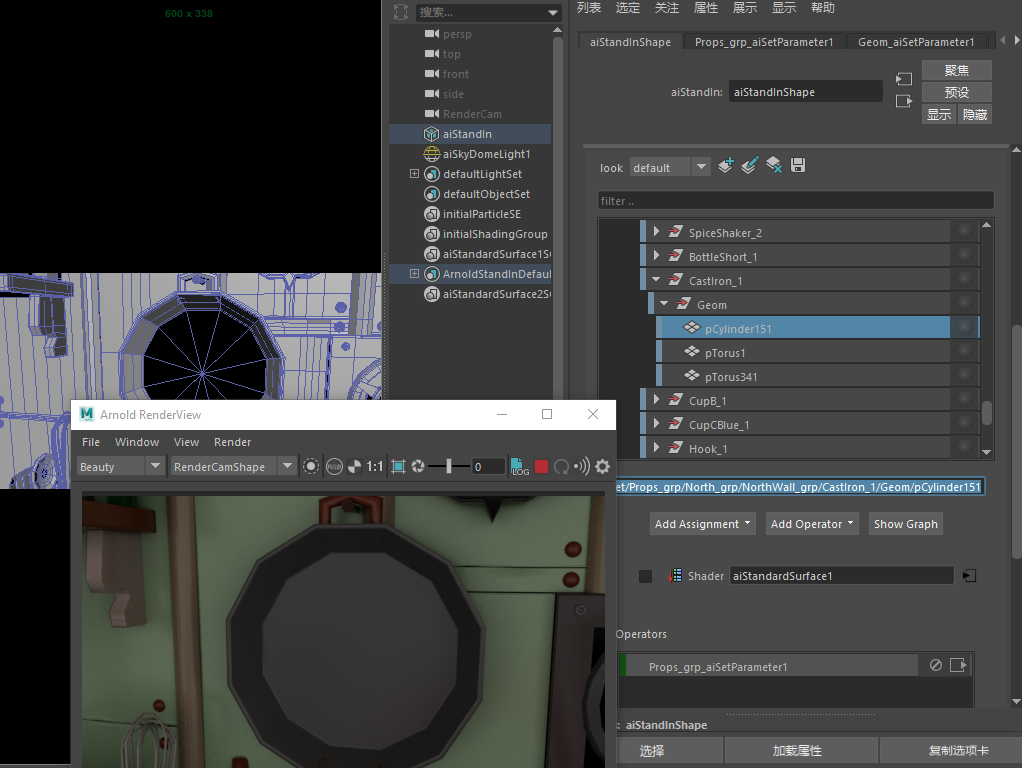 600 x 338
搜索...
persp
top
front
side
RenderCam
aiStandIn
aiSkyDomeLight1
defaultLightSet
defaultObjectSet
initialParticleSE
initialShadingGroup
aiStandardSurface1S
ArnoldStandInDefaul
aiStandardSurface2S
列表 选定 关注 属性 展示 显示 帮助
aiStandInShape Props_grp_aiSetParameter1 Geom_aiSetParameter1
聚焦
aiStandIn: aiStandInShape 预设
显示 隐藏
look default
filter ..
SpiceShaker_2
BottleShort_1
CastIron_1
Geom
pCylinder151
pTorus1
pTorus341
CupB_1
CupCBlue_1
Hook_1
et/Props_grp/North_grp/NorthWall_grp/CastIron_1/Geom/pCylinder151
Add Assignment Add Operator Show Graph
Shader aiStandardSurface1
Operators
Props_grp_aiSetParameter1
: aiStandInShape
选择 加载属性 复制选项卡
M Arnold RenderView
File Window View Render
Beauty RenderCamShape RGB 1:1 0 LOG